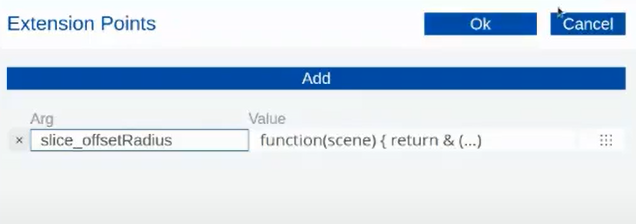 Extension Points
Ok
Cancel
Add
Arg
Value
× slice_offsetRadius
function(scene) { return & (...)